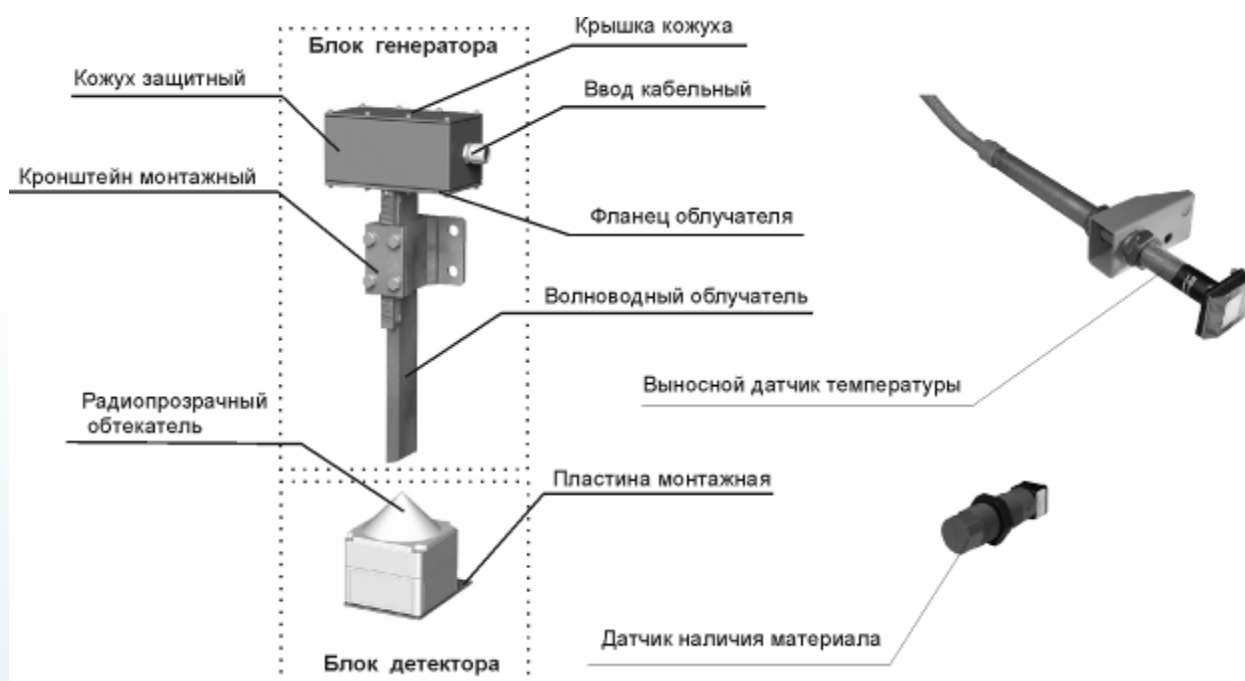 Крышка кожуха
Блок генератора
Кожух защитный
Ввод кабельный
Кронштейн монтажный
Фланец облучателя
Волноводный облучатель
Выносной датчик температуры
Радиопрозрачный
обтекатель
Пластина монтажная
Датчик наличия материала
Блок детектора